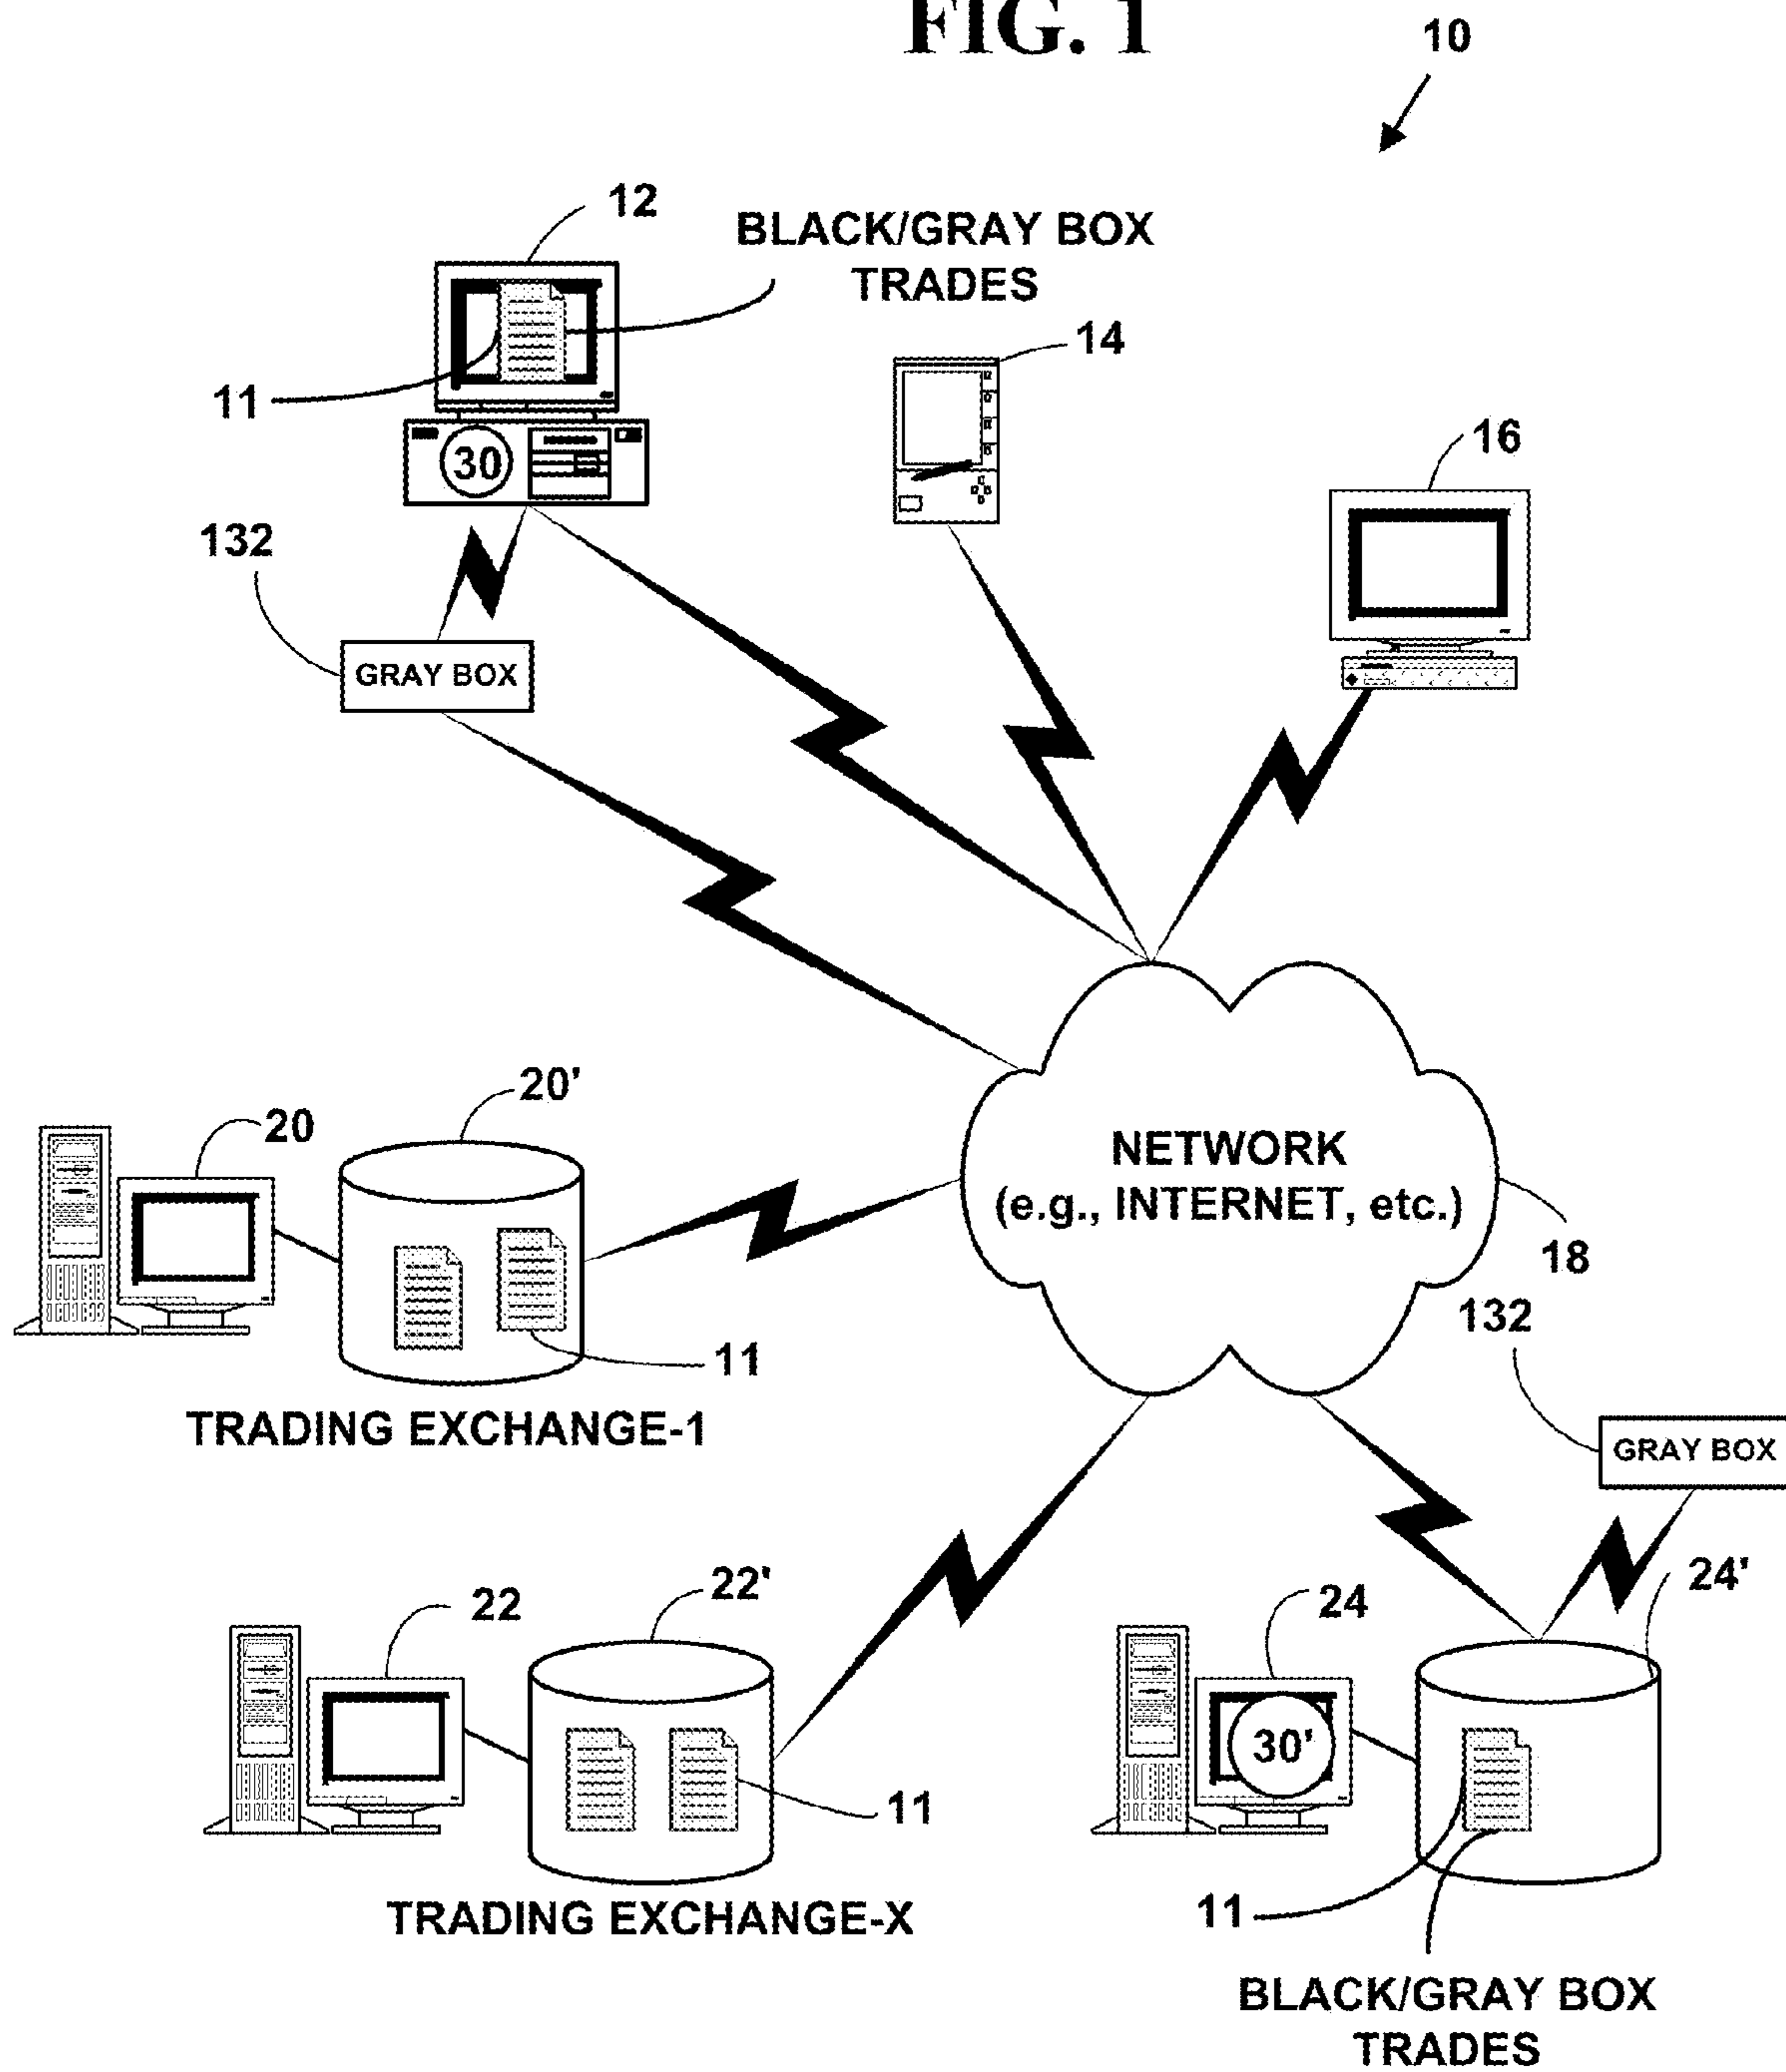 FIG. 1
10
12
BLACK/GRAY BOX
TRADES
14
11
16
30
132
GRAY BOX
20'
20
NETWORK
(e.g., INTERNET, etc.)
18
132
11
TRADING EXCHANGE-1
GRAY BOX
22'
24'
22
24
30'
11
11
TRADING EXCHANGE-X
BLACK/GRAY BOX
TRADES